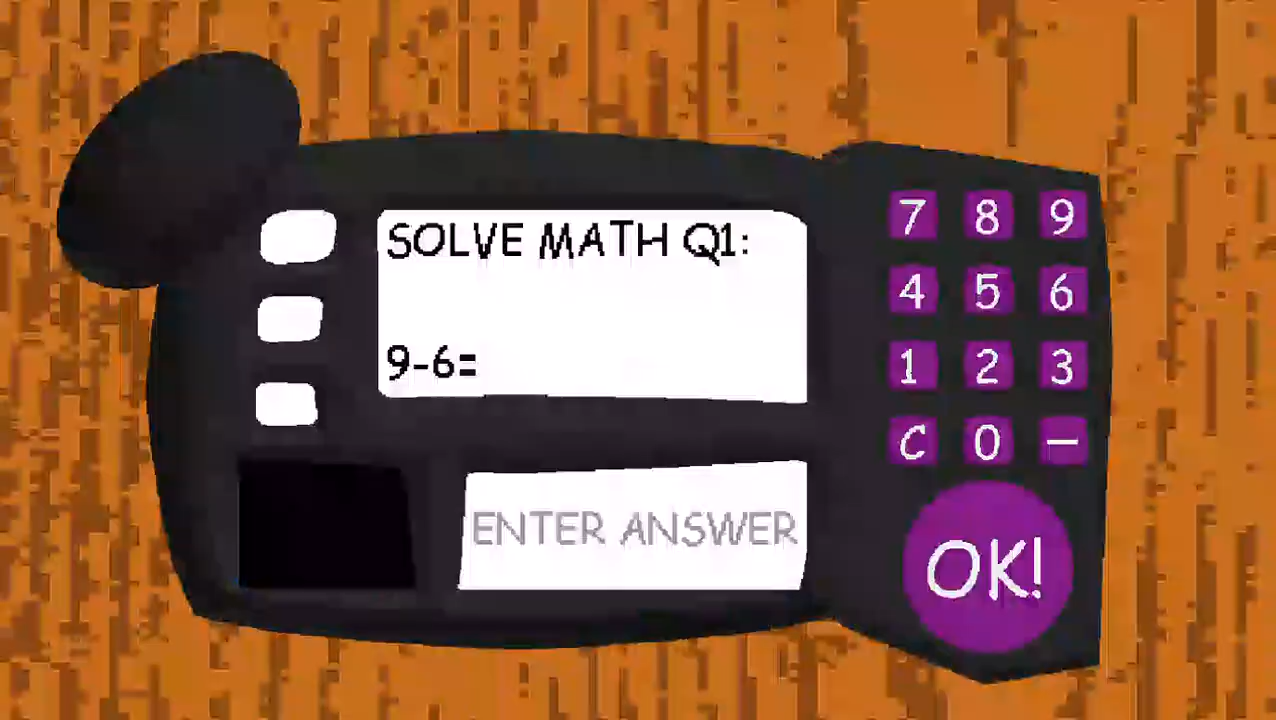 SOLVE MATH Q1:
9-6=
ENTER ANSWER
7 8 9
4 5 6
1 2 3
C 0 —
OK!